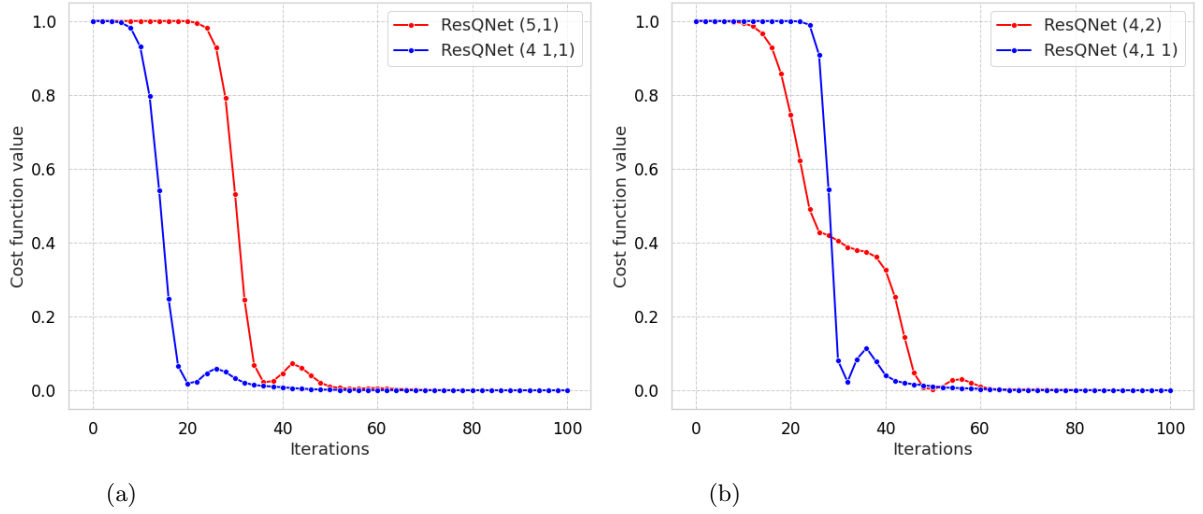 1.0
0.8
0.6
0.4
0.2
0.0
Cost function value
ResQNet (5,1)
ResQNet (4 1,1)
0 20 40 60 80 100
Iterations
(a)
1.0
0.8
0.6
0.4
0.2
0.0
Cost function value
ResQNet (4,2)
ResQNet (4,1 1)
0 20 40 60 80 100
Iterations
(b)